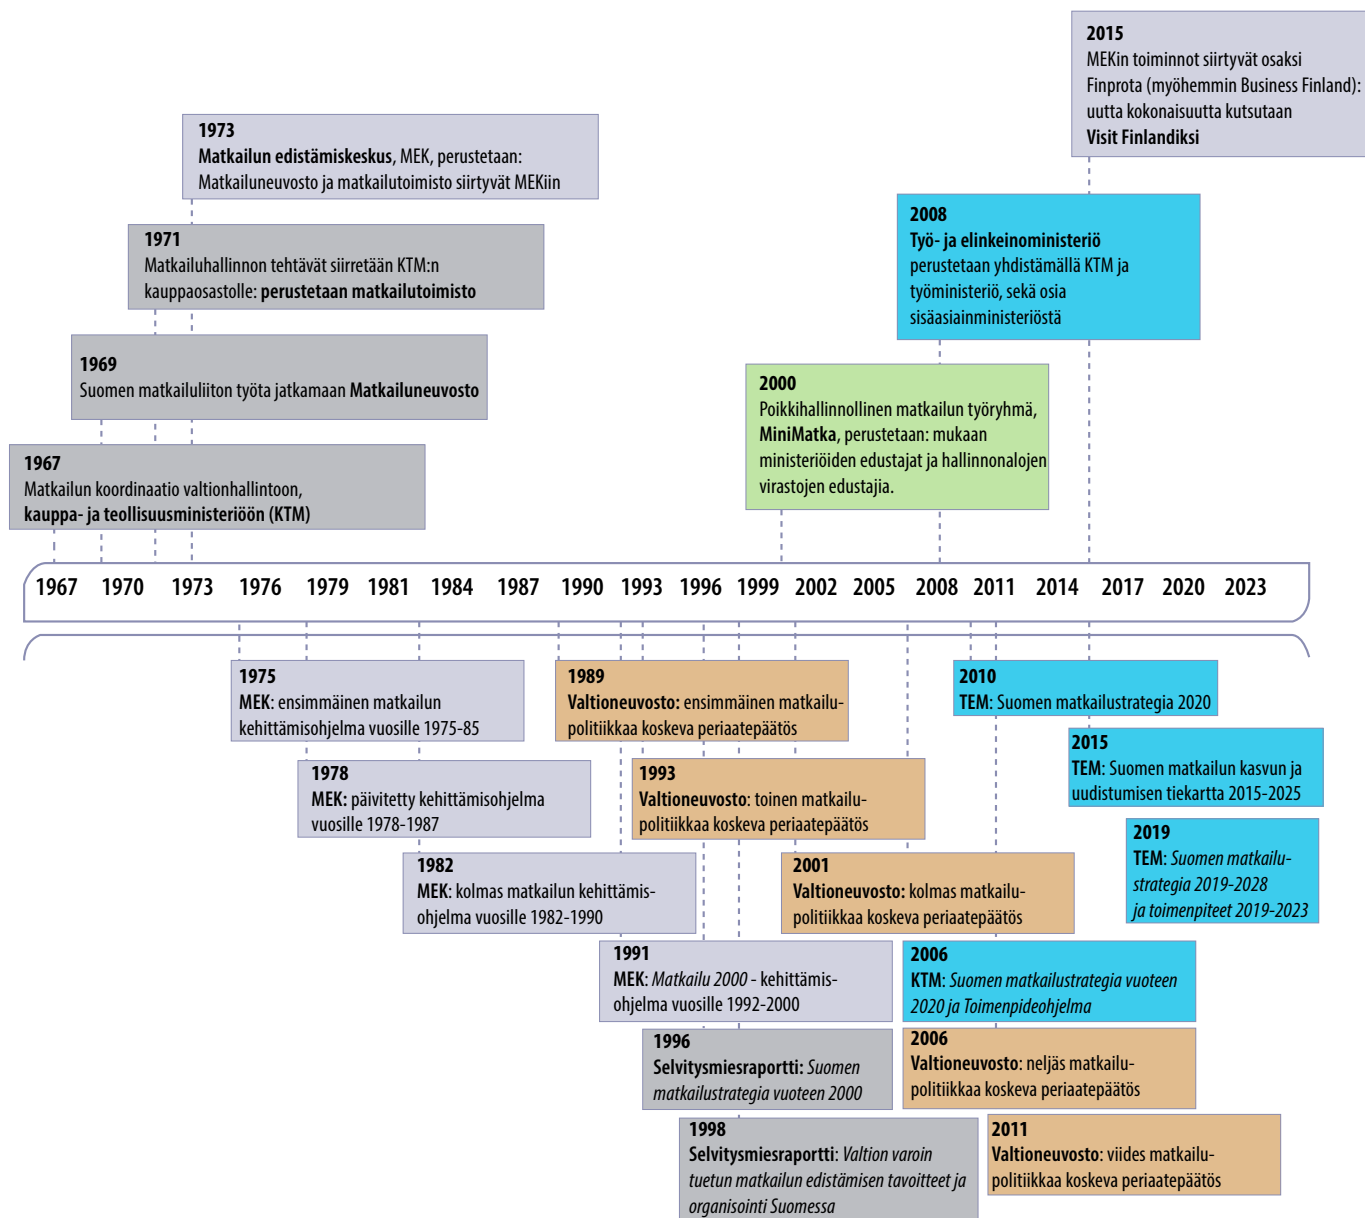 2015
MEKin toiminnot siirtyvät osaksi
Finprota (myöhemmin Business Finland):
uutta kokonaisuutta kutsutaan
Visit Finlandiksi
1973
Matkailun edistämiskeskus, MEK, perustetaan:
Matkailuneuvosto ja matkailutoimisto siirtyvät MEKiin
2008
Työ- ja elinkeinoministeriö
perustetaan yhdistämällä KTM ja
työministeriö, sekä osia
sisäasiainministeriöstä
1971
Matkailuhallinnon tehtävät siirretään KTM:n
kauppaosastolle: perustetaan matkailutoimisto
1969
Suomen matkailuliiton työta jatkamaan Matkailuneuvosto
2000
Poikkihallinnollinen matkailun työryhmä,
MiniMatka, perustetaan: mukaan
ministeriöiden edustajat ja hallinnonalojen
virastojen edustajia.
1967
Matkailun koordinaatio valtionhallintoon,
kauppa- ja teollisuusministeriöön (KTM)
1967 1970 1973 1976 1979 1981 1984 1987 1990 1993 1996 1999 2002 2005 2008 2011 2014 2017 2020 2023
1975
MEK: ensimmäinen matkailun
kehittämisohjelma vuosille 1975-85
1989
Valtioneuvosto: ensimmäinen matkailu-
politiikkaa koskeva periaatepäätös
2010
TEM: Suomen matkailustrategia 2020
2015
TEM: Suomen matkailun kasvun ja
uudistumisen tiekartta 2015-2025
1978
MEK: päivitetty kehittämisohjelma
vuosille 1978-1987
1993
Valtioneuvosto: toinen matkailu-
politiikkaa koskeva periaatepäätös
2019
TEM: Suomen matkailu-
strategia 2019-2028
ja toimenpiteet 2019-2023
1982
MEK: kolmas matkailun kehittämis-
ohjelma vuosille 1982-1990
2001
Valtioneuvosto: kolmas matkailu-
politiikkaa koskeva periaatepäätös
1991
MEK: Matkailu 2000 - kehittämis-
ohjelma vuosille 1992-2000
2006
KTM: Suomen matkailustrategia vuoteen
2020 ja Toimenpideohjelma
1996
Selvitysmiesraportti: Suomen
matkailustrategia vuoteen 2000
2006
Valtioneuvosto: neljäs matkailu-
politiikkaa koskeva periaatepäätös
1998
Selvitysmiesraportti: Valtion varoin
tuetun matkailun edistämisen tavoitteet ja
organisointi Suomessa
2011
Valtioneuvosto: viides matkailu-
politiikkaa koskeva periaatepäätös